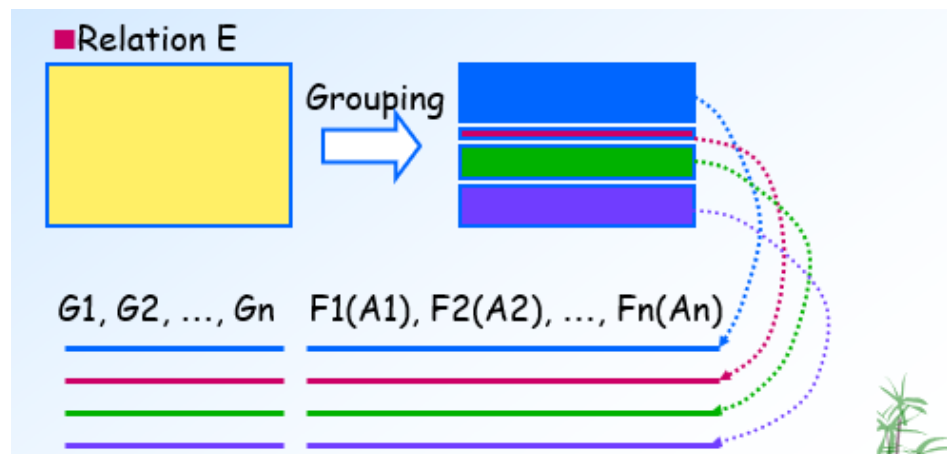 Relation E
Grouping
G1, G2, ..., Gn F1(A1), F2(A2), ..., Fn(An)